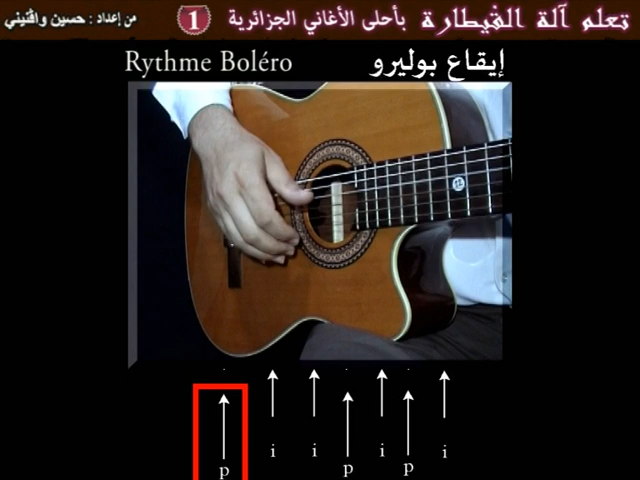 تعلم آلة القيطارة بأحلى الأغاني الجزائرية 1 من إعداد : حسين واقنيني
Rythme Boléro إيقاع بوليرو
p i i p i p i